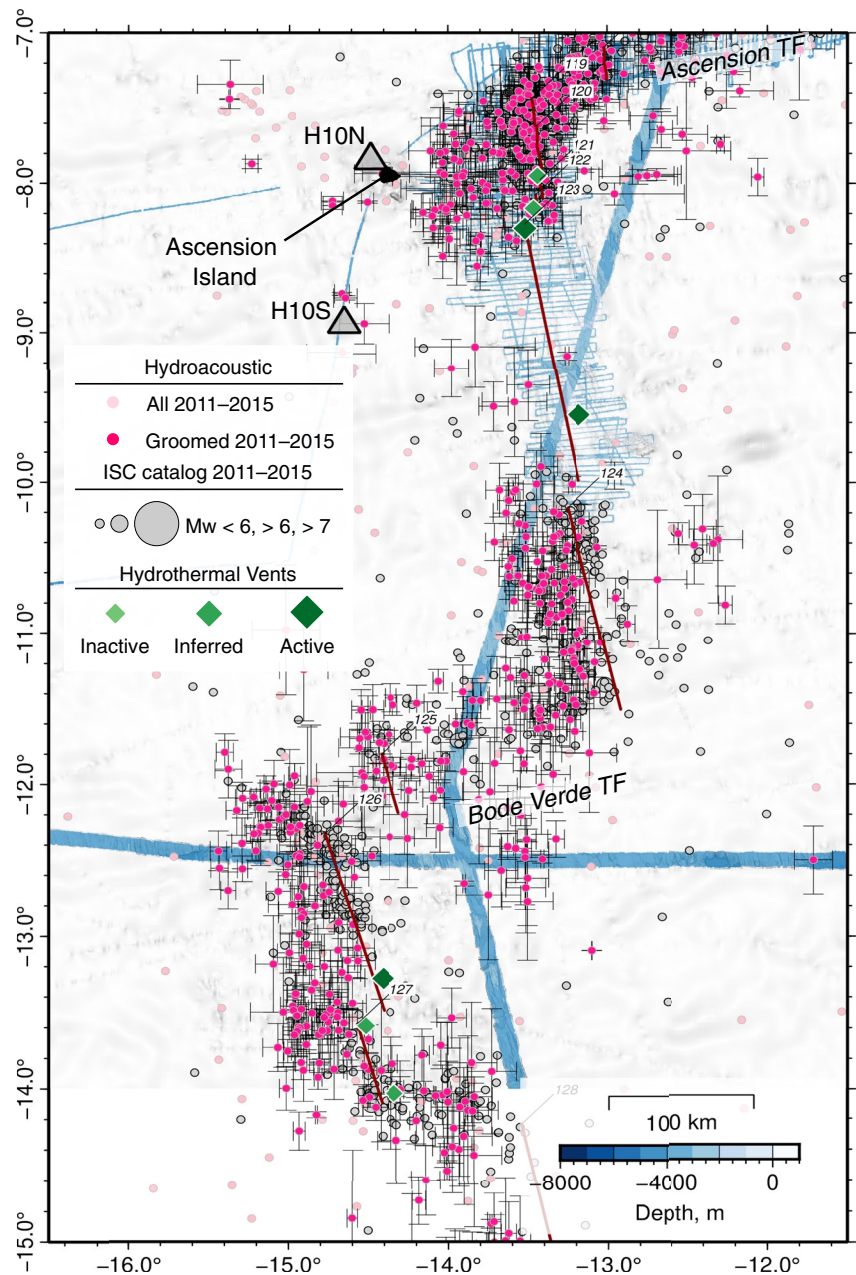 −7.0°
−8.0°
−9.0°
−10.0°
−11.0°
−12.0°
−13.0°
−14.0°
−15.0°
Ascension TF
119
120
121
122
123
H10N
Ascension
Island
H10S
Hydroacoustic
All 2011–2015
Groomed 2011–2015
ISC catalog 2011–2015
Mw < 6, > 6, > 7
Hydrothermal Vents
Inactive
Inferred
Active
124
125
Bode Verde TF
126
127
128
100 km
−8000
−4000
0
Depth, m
−16.0°
−15.0°
−14.0°
−13.0°
−12.0°